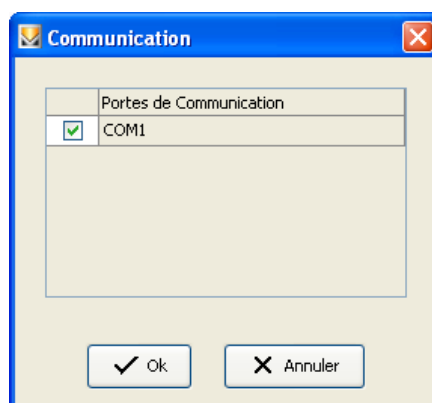 Communication
Portes de Communication
COM1
Ok
Annuler